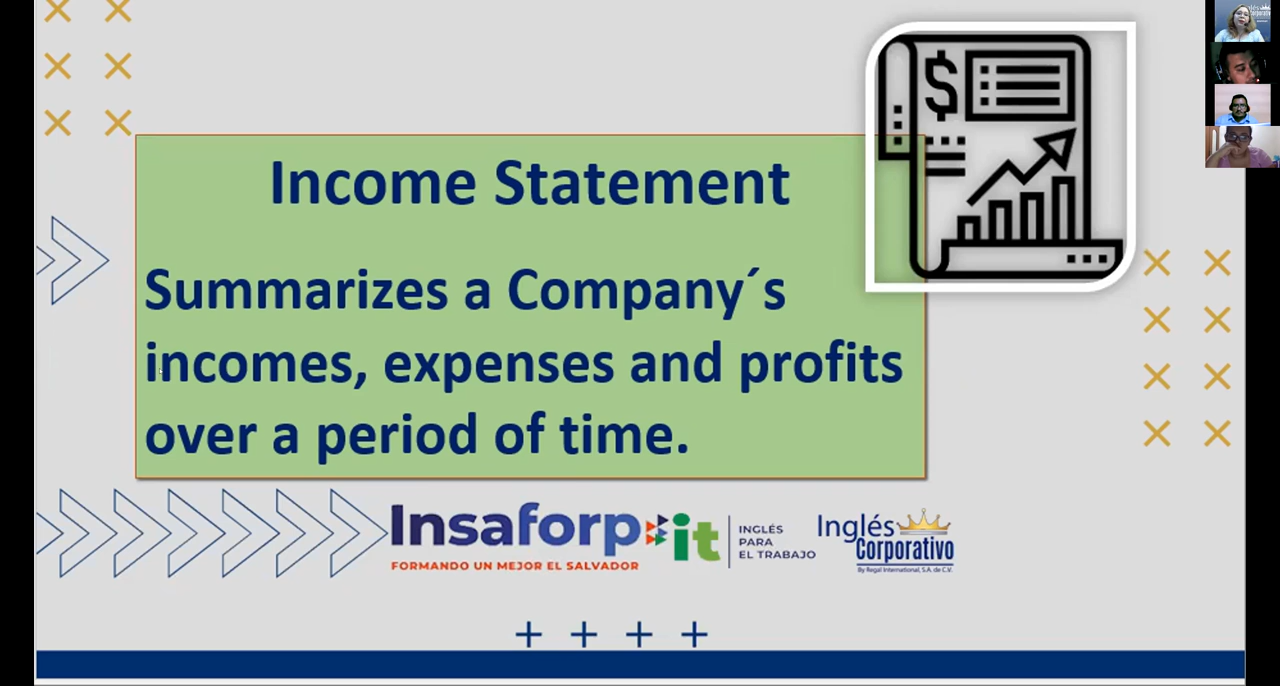 $
Income Statement
Summarizes a Company´s
incomes, expenses and profits
over a period of time.
Insaforp
FORMANDO UN MEJOR EL SALVADOR
it
INGLÉS
PARA
EL TRABAJO
Inglés
Corporativo
By Regal International, S.A. de C.V.